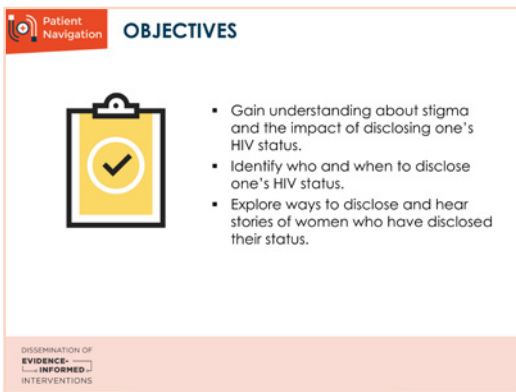 Patient
Navigation
OBJECTIVES
▪ Gain understanding about stigma
and the impact of disclosing one's
HIV status.
▪ Identify who and when to disclose
one's HIV status.
▪ Explore ways to disclose and hear
stories of women who have disclosed
their status.
DISSEMINATION OF
EVIDENCE-
INFORMED
INTERVENTIONS